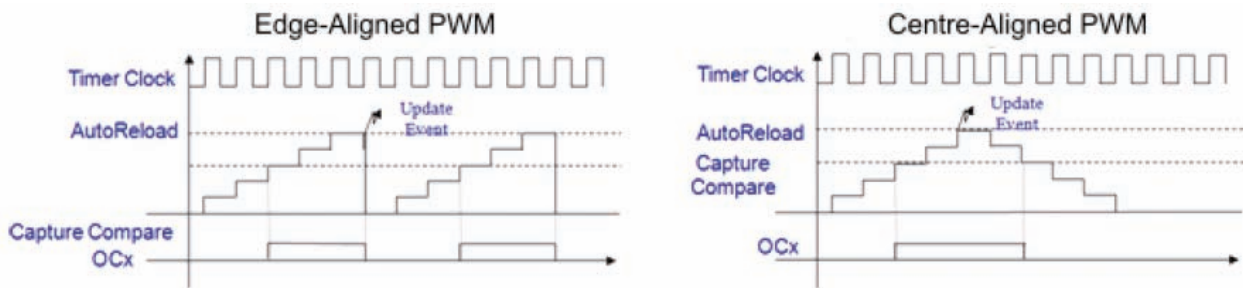 Edge-Aligned PWM
Timer Clock
AutoReload
Update
Event
Capture Compare
OCx
Centre-Aligned PWM
Timer Clock
AutoReload
Update
Event
Capture
Compare
OCx